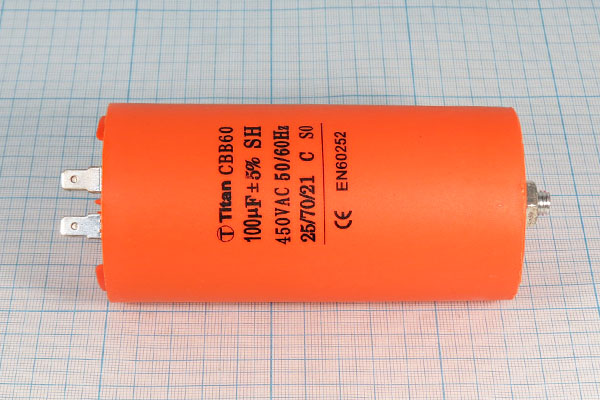 Titan CBB60
100µF±5% SH
450VAC 50/60Hz
25/70/21 C S0
CE EN60252